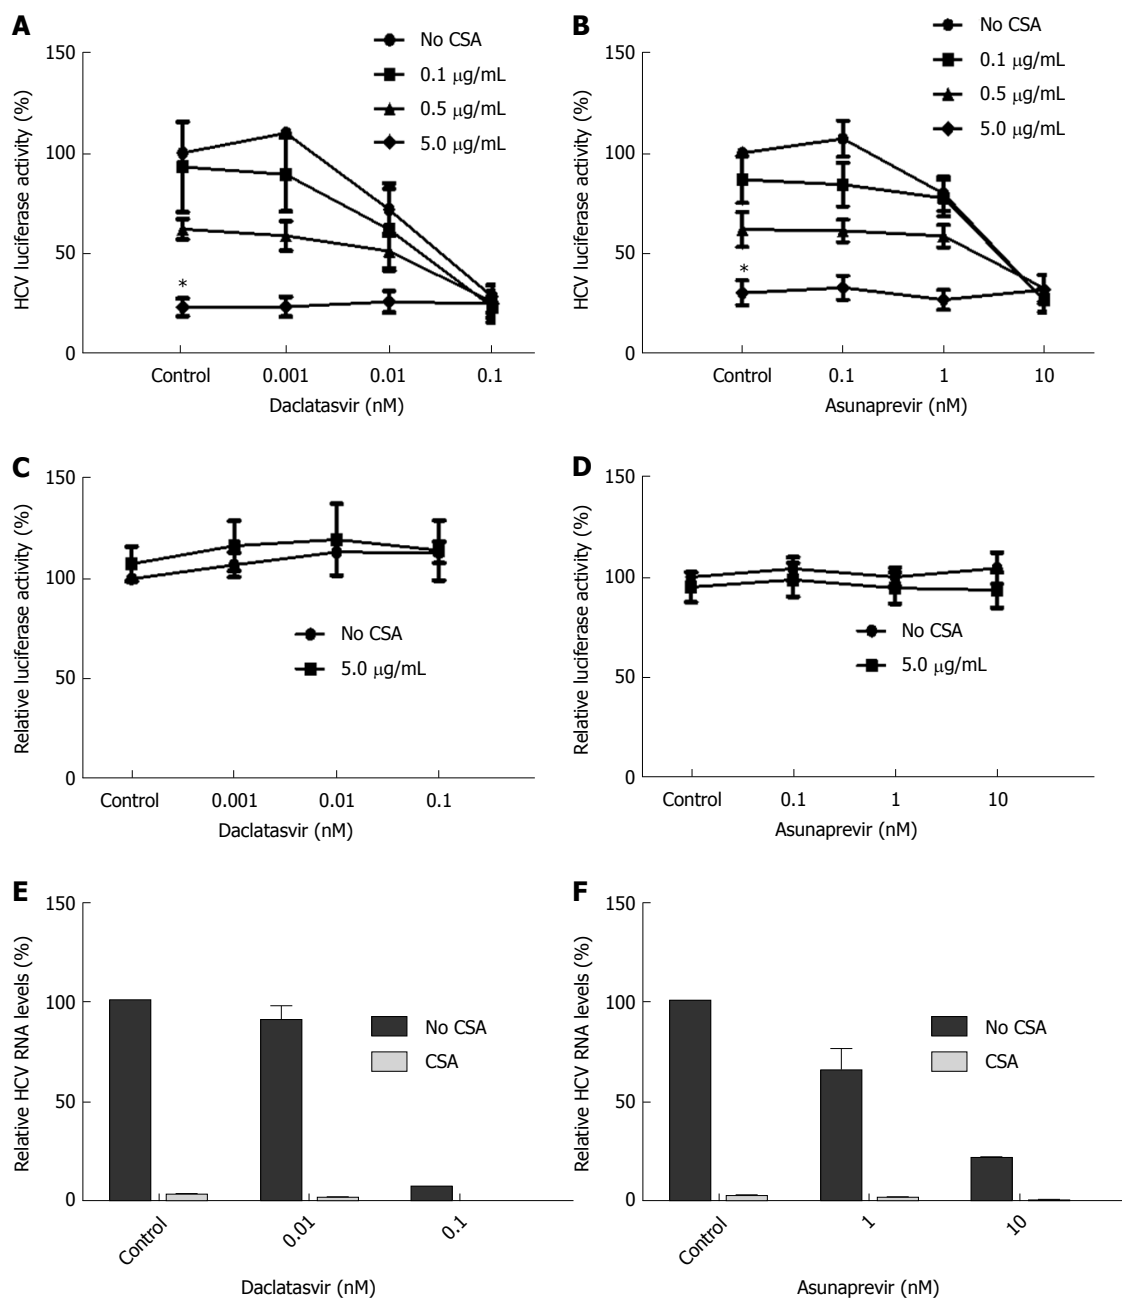 A
No CSA
0.1 μg/mL
0.5 μg/mL
5.0 μg/mL
HCV luciferase activity (%)
150
100
50
0
*
Control 0.001 0.01 0.1
Daclatasvir (nM)
B
No CSA
0.1 μg/mL
0.5 μg/mL
5.0 μg/mL
HCV luciferase activity (%)
150
100
50
0
*
Control 0.1 1 10
Asunaprevir (nM)
C
Relative luciferase activity (%)
150
100
50
0
No CSA
5.0 μg/mL
Control 0.001 0.01 0.1
Daclatasvir (nM)
D
Relative luciferase activity (%)
150
100
50
0
No CSA
5.0 μg/mL
Control 0.1 1 10
Asunaprevir (nM)
E
Relative HCV RNA levels (%)
150
100
50
0
No CSA
CSA
Control 0.01 0.1
Daclatasvir (nM)
F
Relative HCV RNA levels (%)
150
100
50
0
No CSA
CSA
Control 1 10
Asunaprevir (nM)